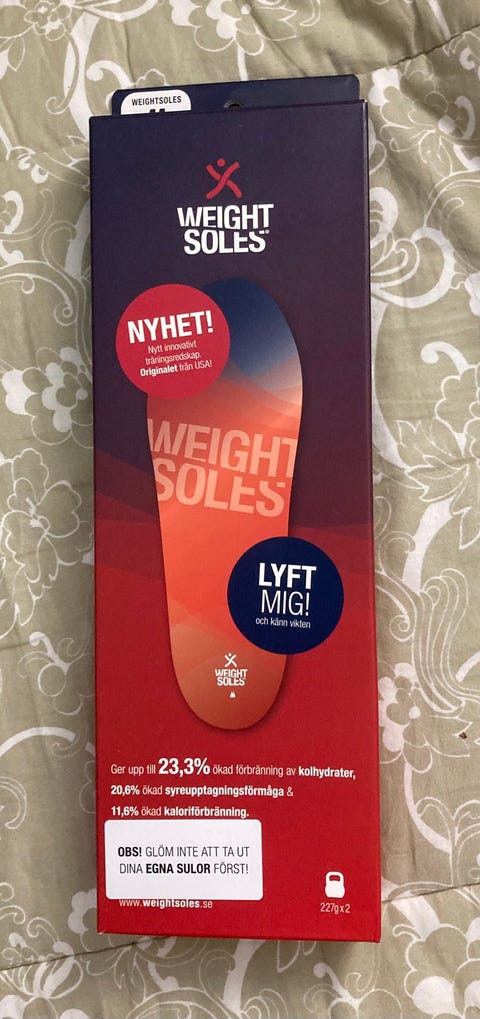 WEIGHTSOLES
WEIGHT
SOLES®
NYHET!
Nytt innovativt
träningsredskap.
Originalet från USA!
WEIGHT
SOLES
LYFT
MIG!
och känn vikten
WEIGHT
SOLES
Ger upp till 23,3% ökad förbränning av kolhydrater,
20,6% ökad syreupptagningsförmåga &
11,6% ökad kaloriförbränning.
OBS! GLÖM INTE ATT TA UT
DINA EGNA SULOR FÖRST!
www.weightsoles.se
227g x 2